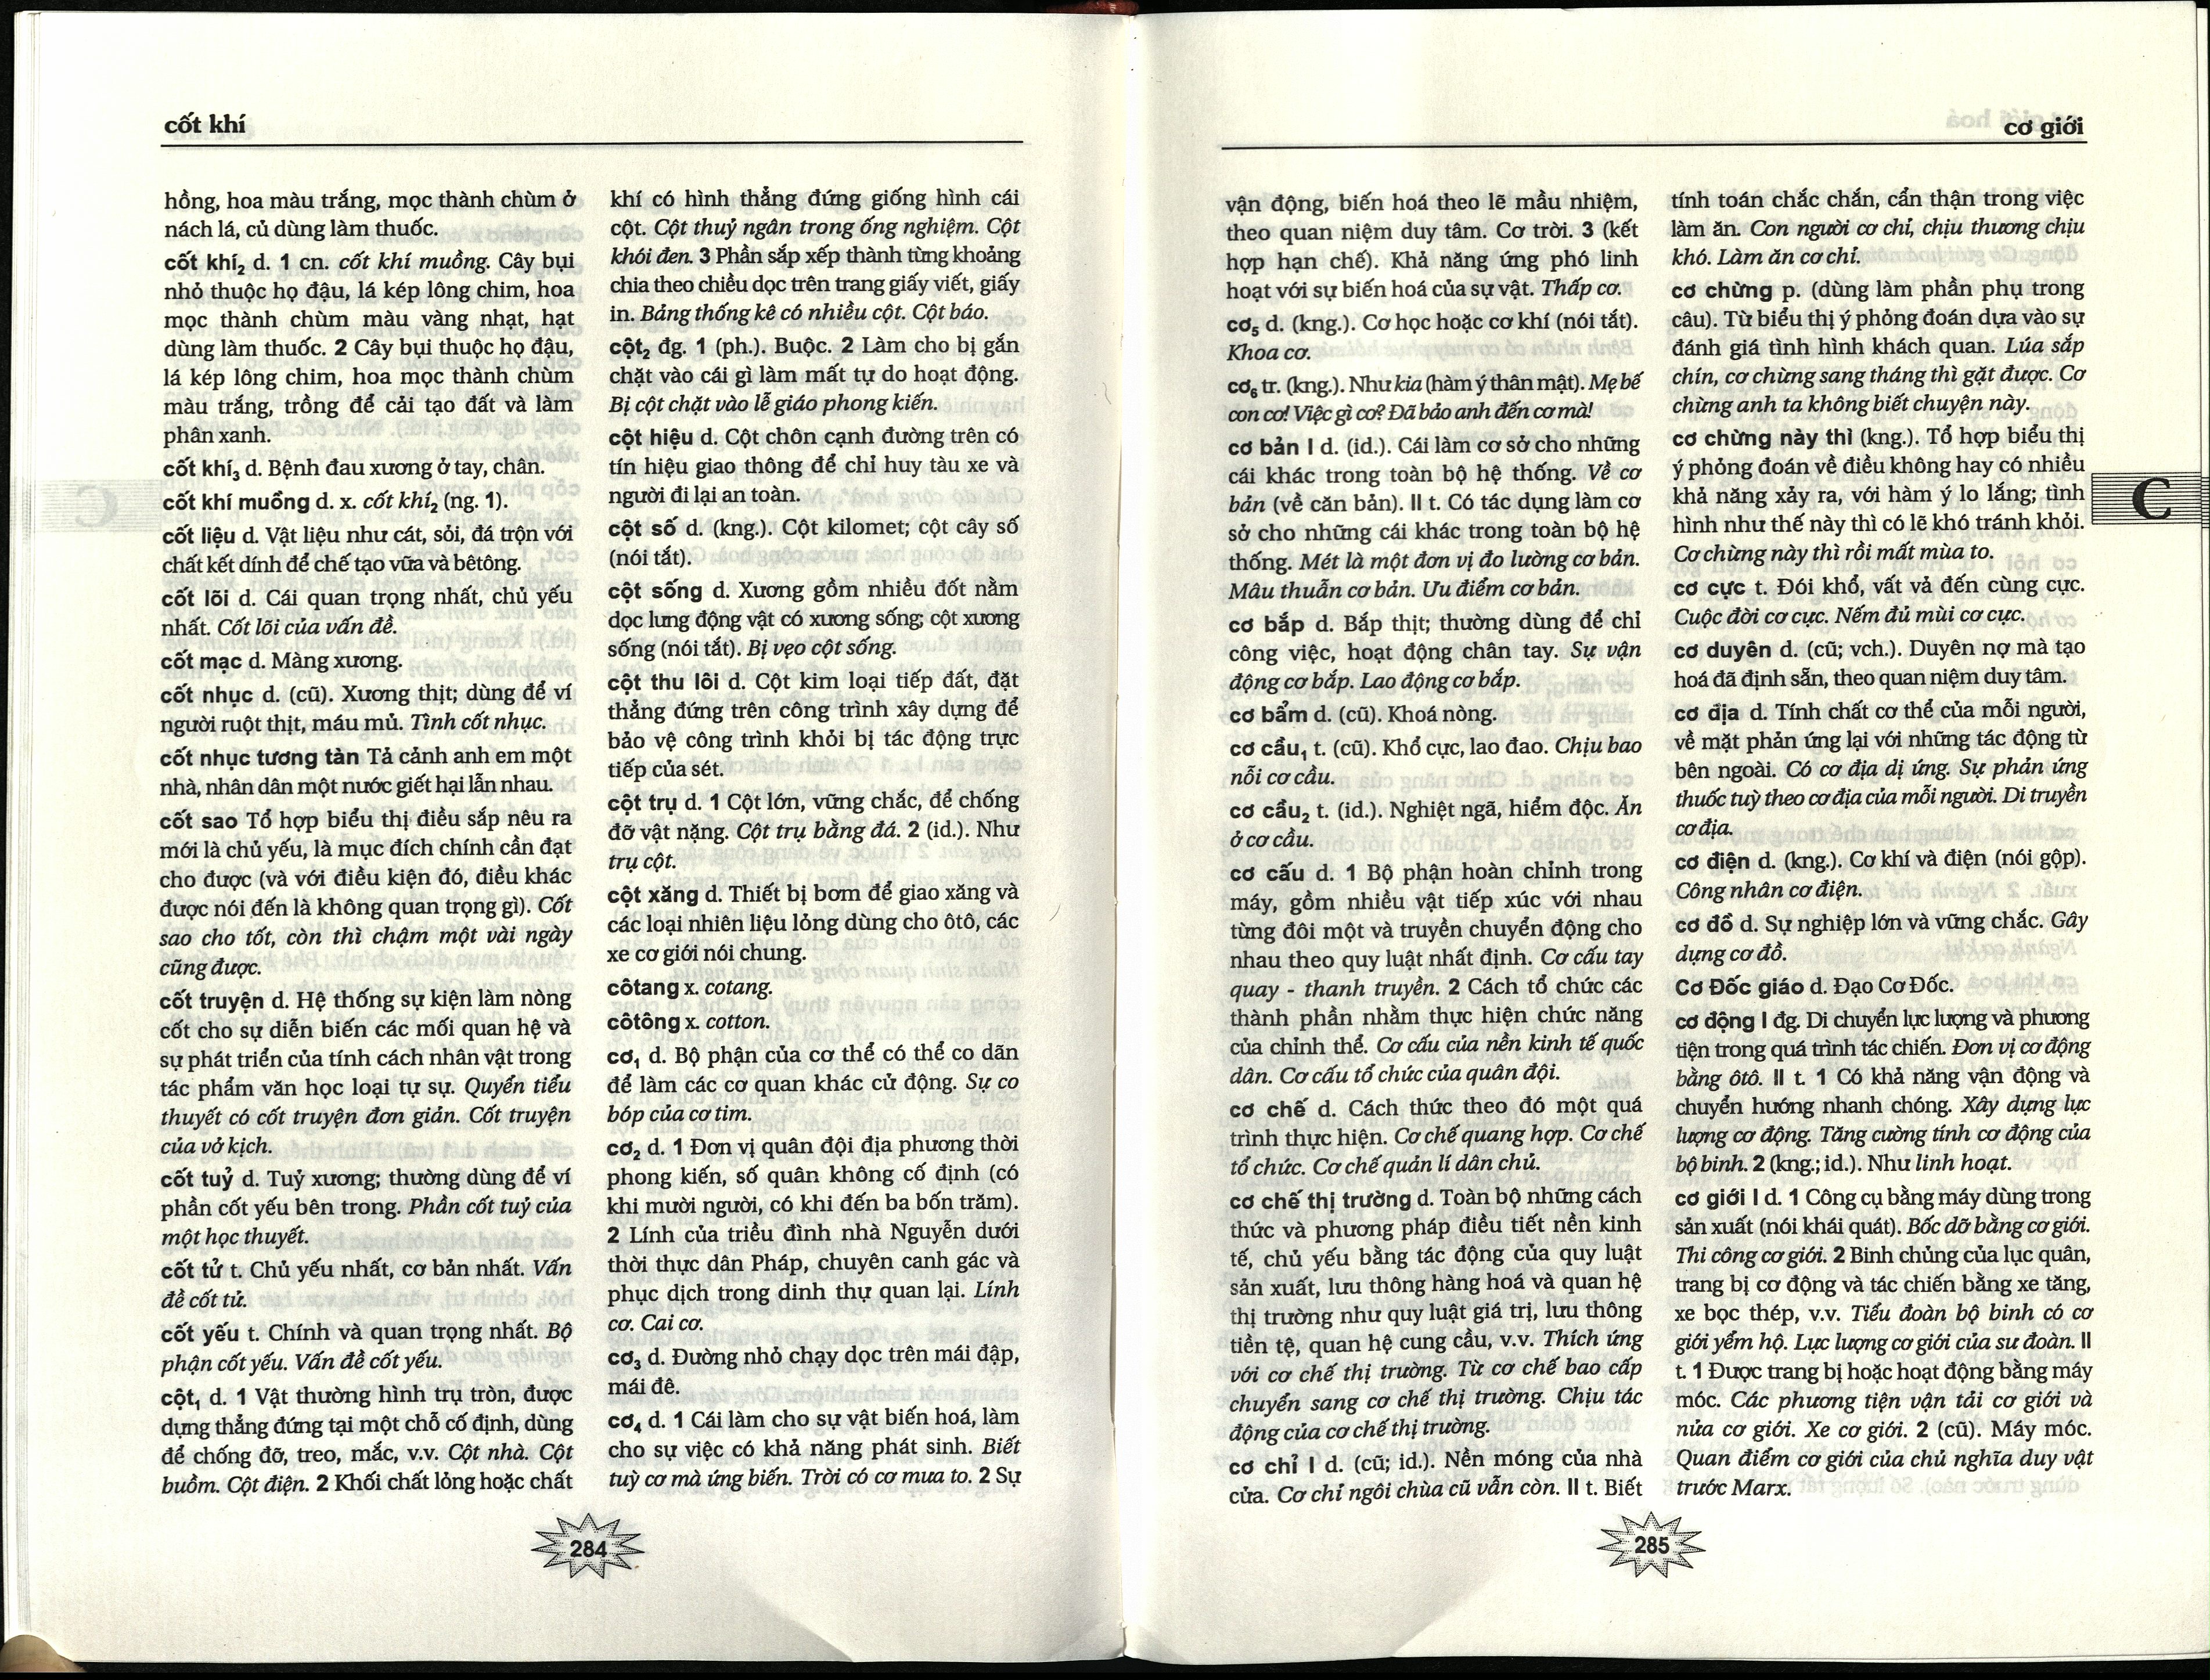 cốt khí
hồng, hoa màu trắng, mọc thành chùm ở
nách lá, củ dùng làm thuốc.
cốt khí₂ d. 1 cn. cốt khí muồng. Cây bụi
nhỏ thuộc họ đậu, lá kép lông chim, hoa
mọc thành chùm màu vàng nhạt, hạt
dùng làm thuốc. 2 Cây bụi thuộc họ đậu,
lá kép lông chim, hoa mọc thành chùm
màu trắng, trồng để cải tạo đất và làm
phân xanh.
cốt khí₃ d. Bệnh đau xương ở tay, chân.
cốt khí muồng d. x. cốt khí₂ (ng. 1).
cốt liệu d. Vật liệu như cát, sỏi, đá trộn với
chất kết dính để chế tạo vữa và bêtông.
cốt lõi d. Cái quan trọng nhất, chủ yếu
nhất. Cốt lõi của vấn đề.
cốt mạc d. Màng xương.
cốt nhục d. (cũ). Xương thịt; dùng để ví
người ruột thịt, máu mủ. Tình cốt nhục.
cốt nhục tương tàn Tả cảnh anh em một
nhà, nhân dân một nước giết hại lẫn nhau.
cốt sao Tổ hợp biểu thị điều sắp nêu ra
mới là chủ yếu, là mục đích chính cần đạt
cho được (và với điều kiện đó, điều khác
được nói đến là không quan trọng gì). Cốt
sao cho tốt, còn thì chậm một vài ngày
cũng được.
cốt truyện d. Hệ thống sự kiện làm nòng
cốt cho sự diễn biến các mối quan hệ và
sự phát triển của tính cách nhân vật trong
tác phẩm văn học loại tự sự. Quyển tiểu
thuyết có cốt truyện đơn giản. Cốt truyện
của vở kịch.
cốt tuỷ d. Tuỷ xương; thường dùng để ví
phần cốt yếu bên trong. Phần cốt tuỷ của
một học thuyết.
cốt tử t. Chủ yếu nhất, cơ bản nhất. Vấn
đề cốt tử.
cốt yếu t. Chính và quan trọng nhất. Bộ
phận cốt yếu. Vấn đề cốt yếu.
cột₁ d. 1 Vật thường hình trụ tròn, được
dựng thẳng đứng tại một chỗ cố định, dùng
để chống đỡ, treo, mắc, v.v. Cột nhà. Cột
buồm. Cột điện. 2 Khối chất lỏng hoặc chất
khí có hình thẳng đứng giống hình cái
cột. Cột thuỷ ngân trong ống nghiệm. Cột
khói đen. 3 Phần sắp xếp thành từng khoảng
chia theo chiều dọc trên trang giấy viết, giấy
in. Bảng thống kê có nhiều cột. Cột báo.
cột₂ đg. 1 (ph.). Buộc. 2 Làm cho bị gắn
chặt vào cái gì làm mất tự do hoạt động.
Bị cột chặt vào lễ giáo phong kiến.
cột hiệu d. Cột chôn cạnh đường trên có
tín hiệu giao thông để chỉ huy tàu xe và
người đi lại an toàn.
cột số d. (kng.). Cột kilomet; cột cây số
(nói tắt).
cột sống d. Xương gồm nhiều đốt nằm
dọc lưng động vật có xương sống; cột xương
sống (nói tắt). Bị vẹo cột sống.
cột thu lôi d. Cột kim loại tiếp đất, đặt
thẳng đứng trên công trình xây dựng để
bảo vệ công trình khỏi bị tác động trực
tiếp của sét.
cột trụ d. 1 Cột lớn, vững chắc, để chống
đỡ vật nặng. Cột trụ bằng đá. 2 (id.). Như
trụ cột.
cột xăng d. Thiết bị bơm để giao xăng và
các loại nhiên liệu lỏng dùng cho ôtô, các
xe cơ giới nói chung.
côtang x. cotang.
côtông x. cotton.
cơ₁ d. Bộ phận của cơ thể có thể co dãn
để làm các cơ quan khác cử động. Sự co
bóp của cơ tim.
cơ₂ d. 1 Đơn vị quân đội địa phương thời
phong kiến, số quân không cố định (có
khi mười người, có khi đến ba bốn trăm).
2 Lính của triều đình nhà Nguyễn dưới
thời thực dân Pháp, chuyên canh gác và
phục dịch trong dinh thự quan lại. Lính
cơ. Cai cơ.
cơ₃ d. Đường nhỏ chạy dọc trên mái đập,
mái đê.
cơ₄ d. 1 Cái làm cho sự vật biến hoá, làm
cho sự việc có khả năng phát sinh. Biết
tuỳ cơ mà ứng biến. Trời có cơ mưa to. 2 Sự
284
cơ giới
vận động, biến hoá theo lẽ mầu nhiệm,
theo quan niệm duy tâm. Cơ trời. 3 (kết
hợp hạn chế). Khả năng ứng phó linh
hoạt với sự biến hoá của sự vật. Thấp cơ.
cơ₅ d. (kng.). Cơ học hoặc cơ khí (nói tắt).
Khoa cơ.
cơ₆ tr. (kng.). Như kia (hàm ý thân mật). Mẹ bế
con cơ! Việc gì cơ? Đã bảo anh đến cơ mà!
cơ bản I d. (id.). Cái làm cơ sở cho những
cái khác trong toàn bộ hệ thống. Về cơ
bản (về căn bản). II t. Có tác dụng làm cơ
sở cho những cái khác trong toàn bộ hệ
thống. Mét là một đơn vị đo lường cơ bản.
Mâu thuẫn cơ bản. Ưu điểm cơ bản.
cơ bắp d. Bắp thịt; thường dùng để chỉ
công việc, hoạt động chân tay. Sự vận
động cơ bắp. Lao động cơ bắp.
cơ bẩm d. (cũ). Khoá nòng.
cơ cầu₁ t. (cũ). Khổ cực, lao đao. Chịu bao
nỗi cơ cầu.
cơ cầu₂ t. (id.). Nghiệt ngã, hiểm độc. Ăn
ở cơ cầu.
cơ cấu d. 1 Bộ phận hoàn chỉnh trong
máy, gồm nhiều vật tiếp xúc với nhau
từng đôi một và truyền chuyển động cho
nhau theo quy luật nhất định. Cơ cấu tay
quay - thanh truyền. 2 Cách tổ chức các
thành phần nhằm thực hiện chức năng
của chỉnh thể. Cơ cấu của nền kinh tế quốc
dân. Cơ cấu tổ chức của quân đội.
cơ chế d. Cách thức theo đó một quá
trình thực hiện. Cơ chế quang hợp. Cơ chế
tổ chức. Cơ chế quản lí dân chủ.
cơ chế thị trường d. Toàn bộ những cách
thức và phương pháp điều tiết nền kinh
tế, chủ yếu bằng tác động của quy luật
sản xuất, lưu thông hàng hoá và quan hệ
thị trường như quy luật giá trị, lưu thông
tiền tệ, quan hệ cung cầu, v.v. Thích ứng
với cơ chế thị trường. Từ cơ chế bao cấp
chuyển sang cơ chế thị trường. Chịu tác
động của cơ chế thị trường.
cơ chỉ I d. (cũ; id.). Nền móng của nhà
cửa. Cơ chỉ ngôi chùa cũ vẫn còn. II t. Biết
tính toán chắc chắn, cẩn thận trong việc
làm ăn. Con người cơ chỉ, chịu thương chịu
khó. Làm ăn cơ chỉ.
cơ chừng p. (dùng làm phần phụ trong
câu). Từ biểu thị ý phỏng đoán dựa vào sự
đánh giá tình hình khách quan. Lúa sắp
chín, cơ chừng sang tháng thì gặt được. Cơ
chừng anh ta không biết chuyện này.
cơ chừng này thì (kng.). Tổ hợp biểu thị
ý phỏng đoán về điều không hay có nhiều
khả năng xảy ra, với hàm ý lo lắng; tình
hình như thế này thì có lẽ khó tránh khỏi.
Cơ chừng này thì rồi mất mùa to.
cơ cực t. Đói khổ, vất vả đến cùng cực.
Cuộc đời cơ cực. Nếm đủ mùi cơ cực.
cơ duyên d. (cũ; vch.). Duyên nợ mà tạo
hoá đã định sẵn, theo quan niệm duy tâm.
cơ địa d. Tính chất cơ thể của mỗi người,
về mặt phản ứng lại với những tác động từ
bên ngoài. Có cơ địa dị ứng. Sự phản ứng
thuốc tuỳ theo cơ địa của mỗi người. Di truyền
cơ địa.
cơ điện d. (kng.). Cơ khí và điện (nói gộp).
Công nhân cơ điện.
cơ đồ d. Sự nghiệp lớn và vững chắc. Gây
dựng cơ đồ.
Cơ Đốc giáo d. Đạo Cơ Đốc.
cơ động I đg. Di chuyển lực lượng và phương
tiện trong quá trình tác chiến. Đơn vị cơ động
bằng ôtô. II t. 1 Có khả năng vận động và
chuyển hướng nhanh chóng. Xây dựng lực
lượng cơ động. Tăng cường tính cơ động của
bộ binh. 2 (kng.; id.). Như linh hoạt.
cơ giới I d. 1 Công cụ bằng máy dùng trong
sản xuất (nói khái quát). Bốc dỡ bằng cơ giới.
Thi công cơ giới. 2 Binh chủng của lục quân,
trang bị cơ động và tác chiến bằng xe tăng,
xe bọc thép, v.v. Tiểu đoàn bộ binh có cơ
giới yểm hộ. Lực lượng cơ giới của sư đoàn. II
t. 1 Được trang bị hoặc hoạt động bằng máy
móc. Các phương tiện vận tải cơ giới và
nửa cơ giới. Xe cơ giới. 2 (cũ). Máy móc.
Quan điểm cơ giới của chủ nghĩa duy vật
trước Marx.
C
285